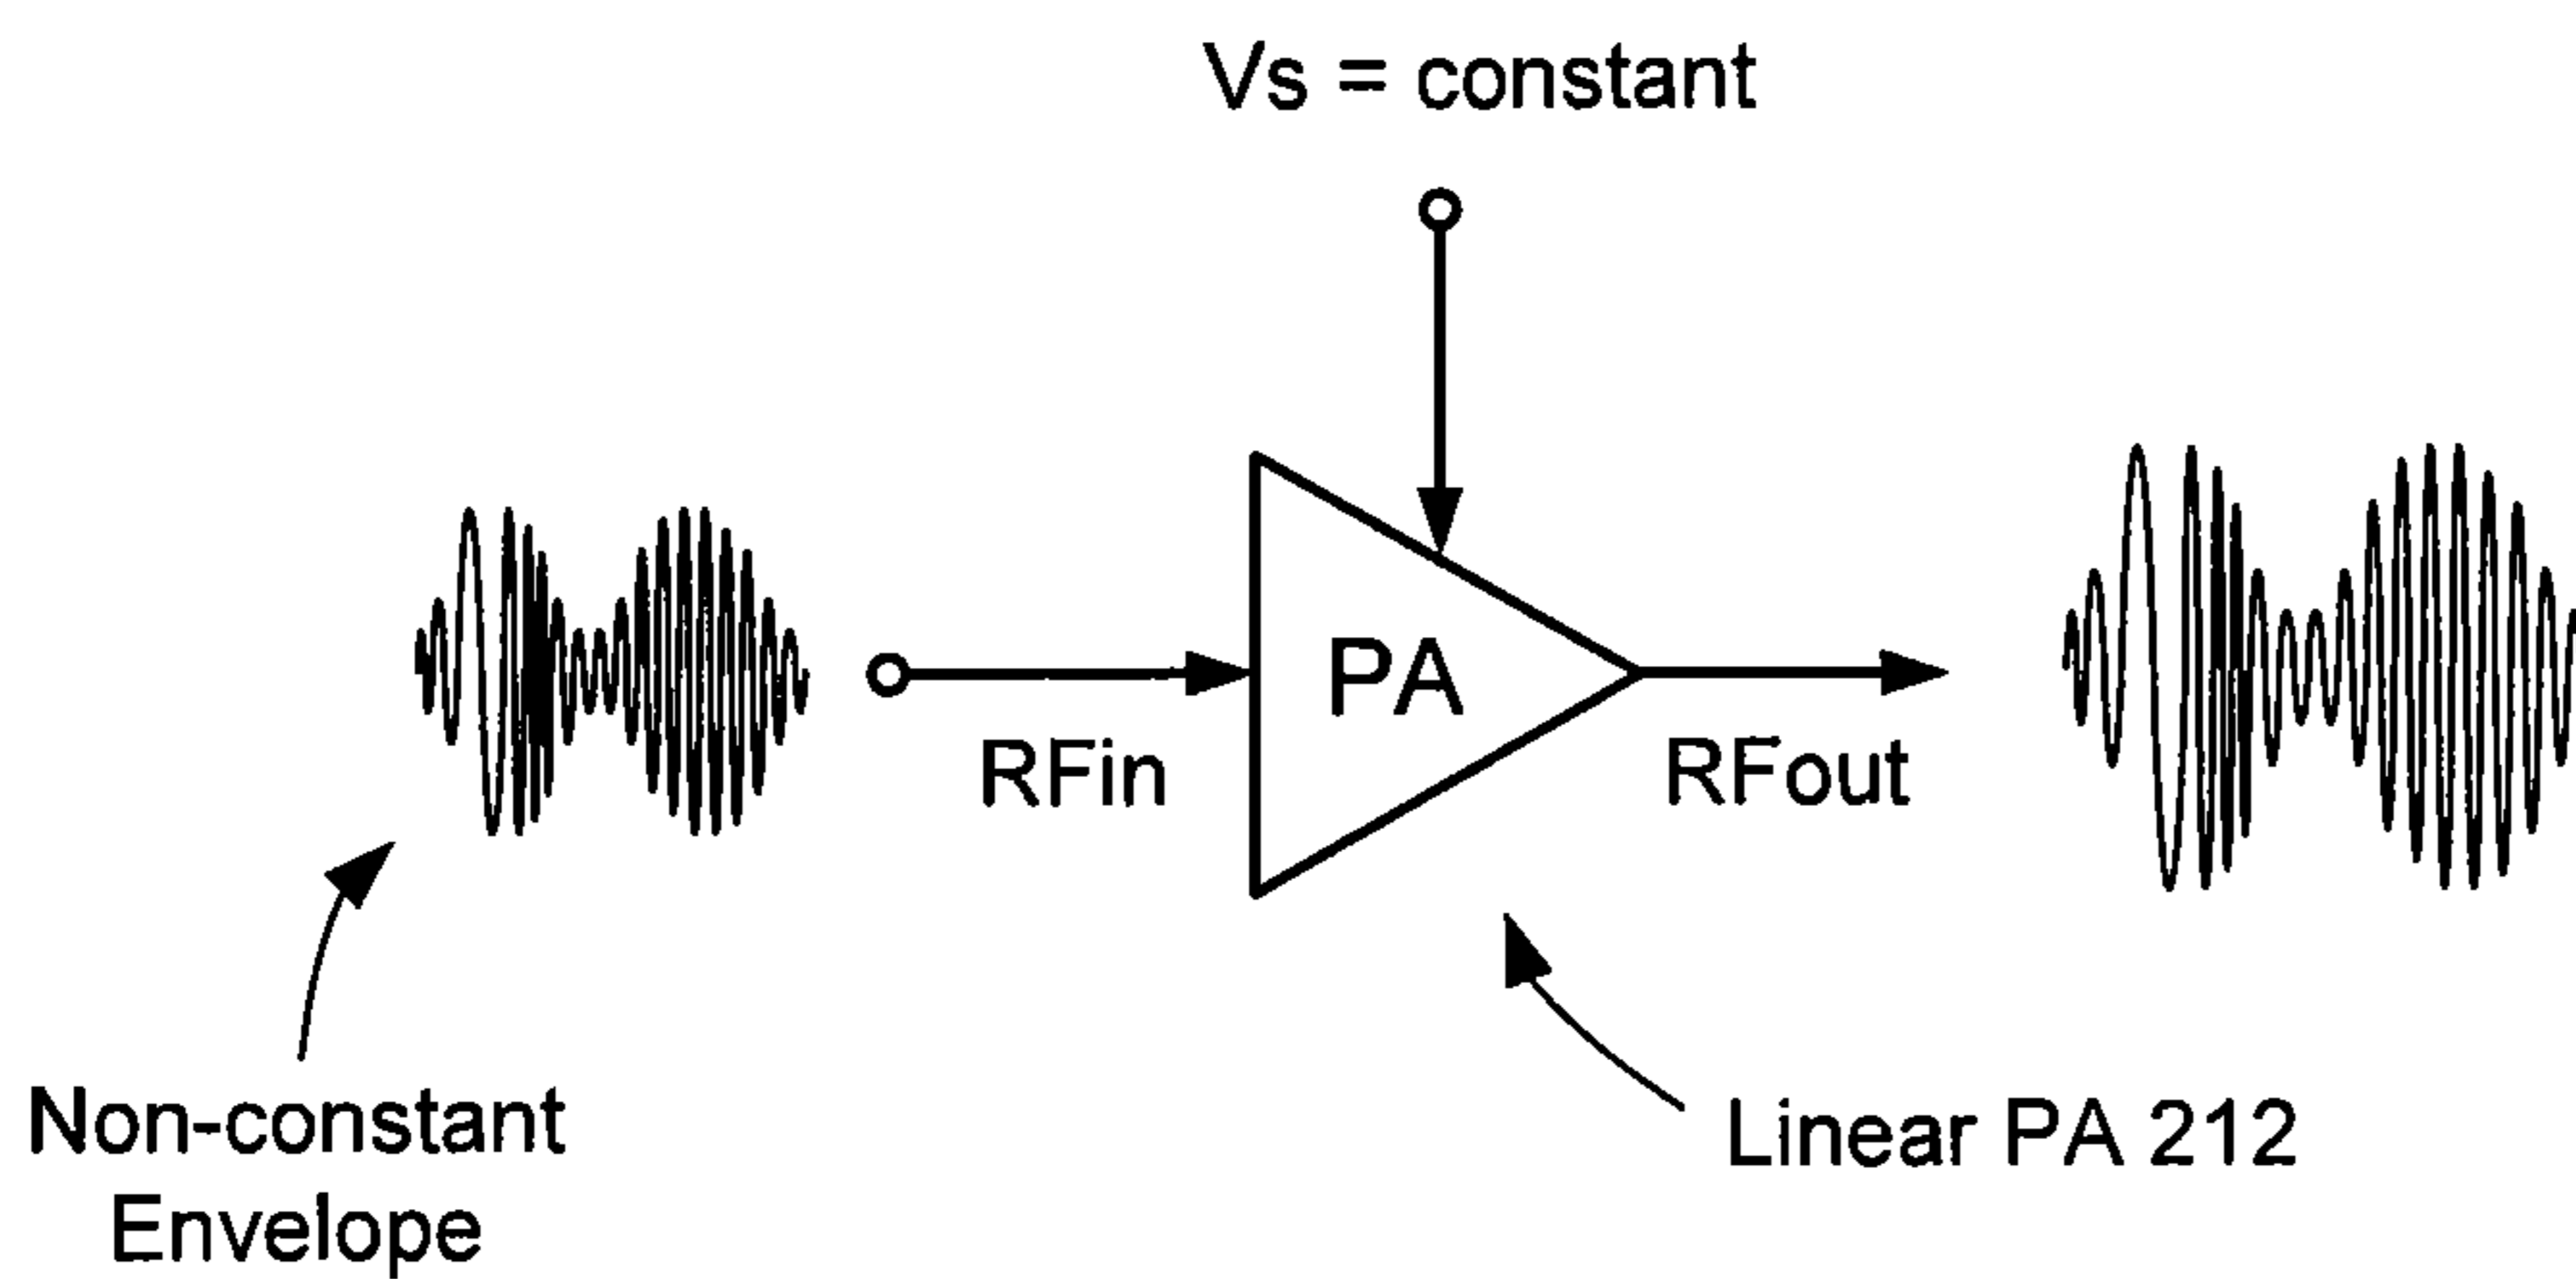 Vs = constant
PA
RFin
RFout
Non-constant
Envelope
Linear PA 212